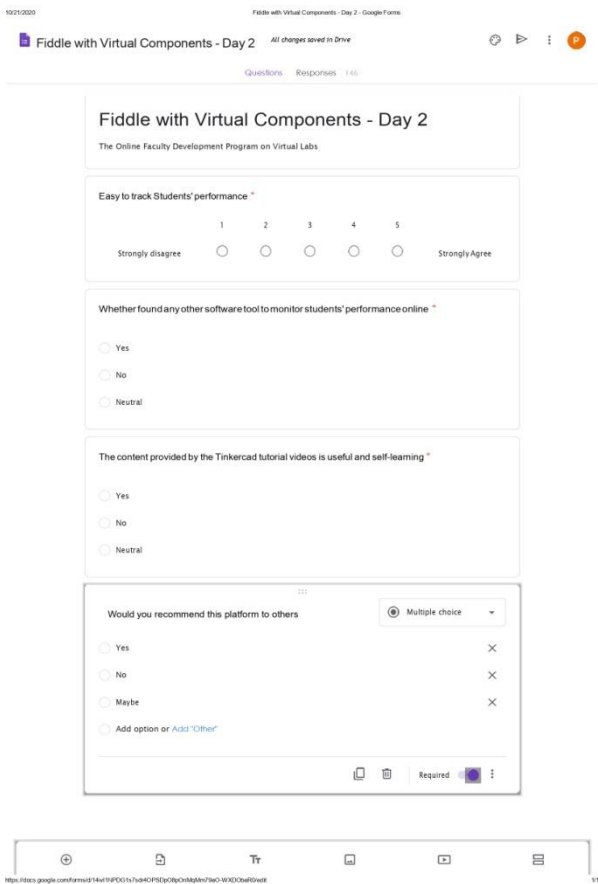 10/21/2020 Fiddle with Virtual Components - Day 2 - Google Forms
Fiddle with Virtual Components - Day 2 All changes saved in Drive P
Questions Responses 146
Fiddle with Virtual Components - Day 2
The Online Faculty Development Program on Virtual Labs
Easy to track Students' performance *
1 2 3 4 5
Strongly disagree Strongly Agree
Whether found any other software tool to monitor students' performance online *
Yes
No
Neutral
The content provided by the Tinkercad tutorial videos is useful and self-learning *
Yes
No
Neutral
Would you recommend this platform to others Multiple choice
Yes
No
Maybe
Add option or Add "Other"
Required
Tт
1/1